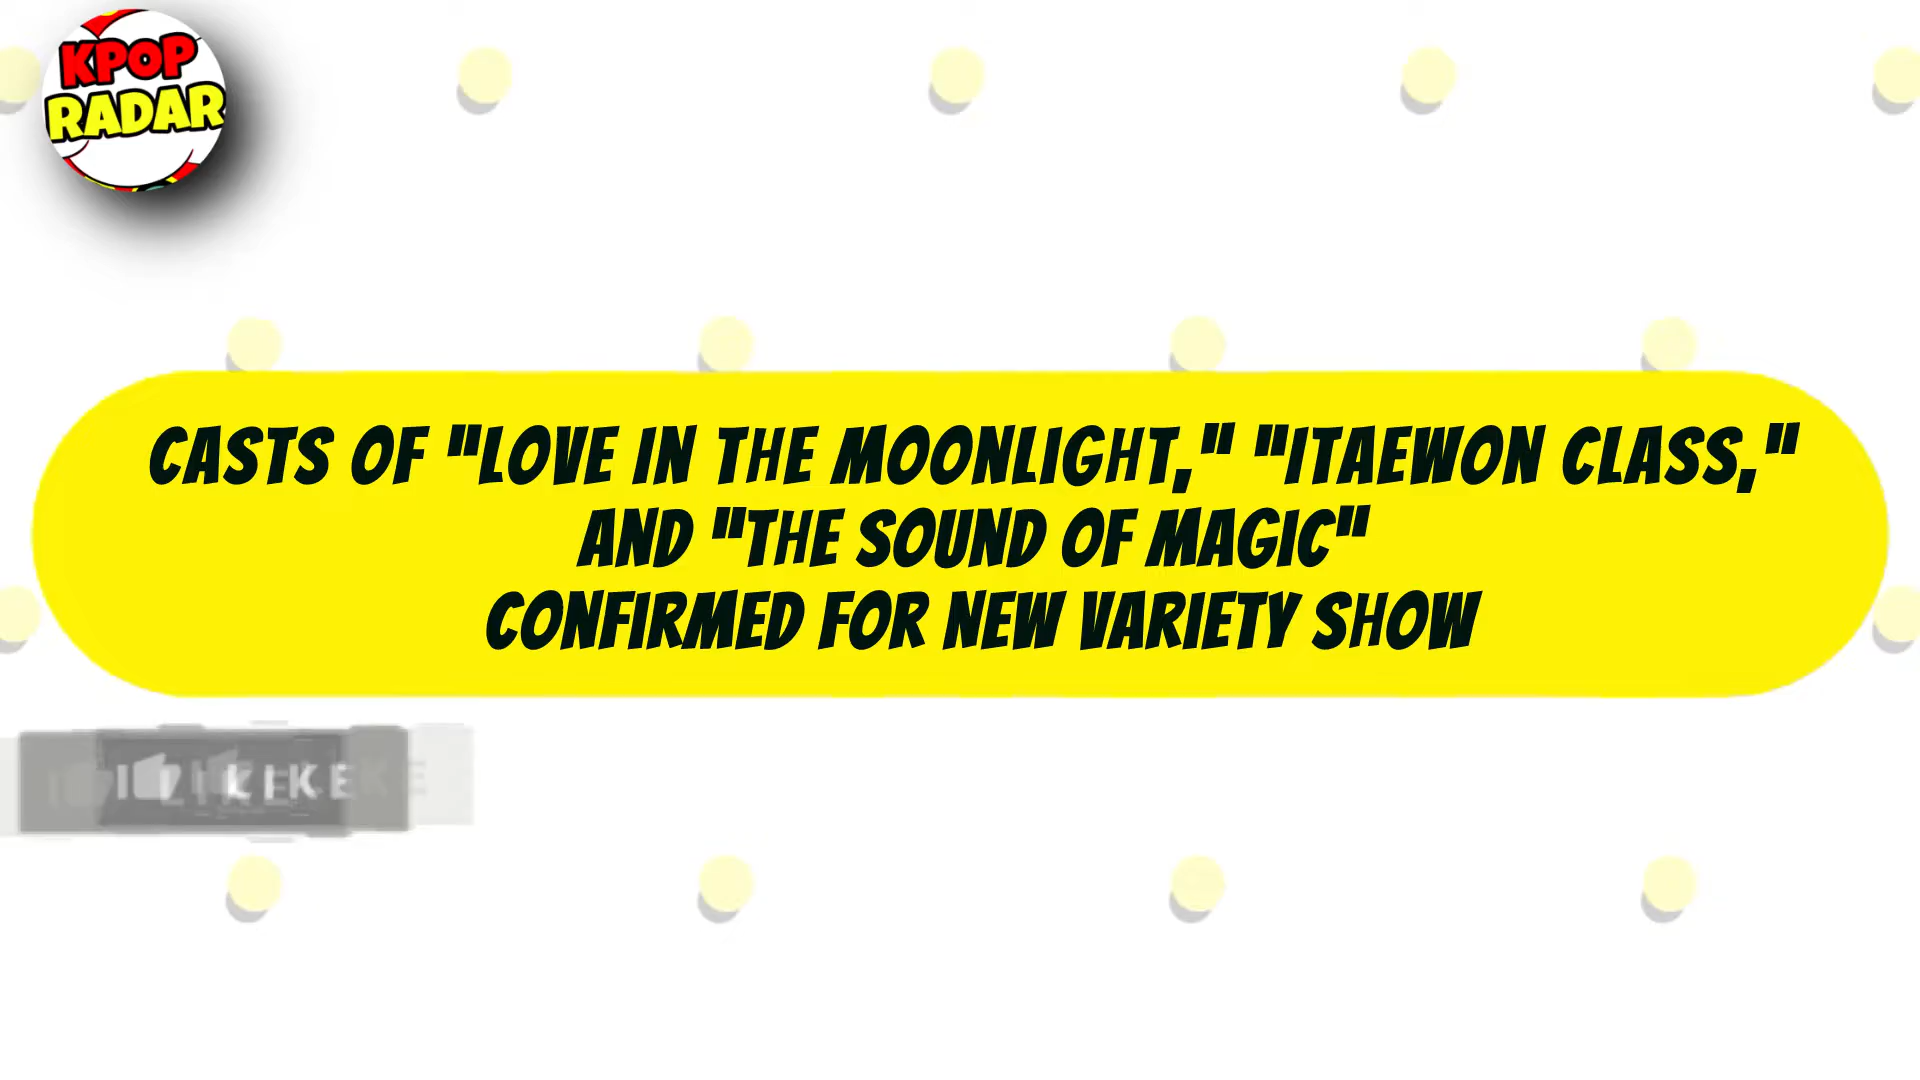 KPOP
RADAR
CASTS OF "LOVE IN THE MOONLIGHT," "ITAEWON CLASS,"
AND "THE SOUND OF MAGIC"
CONFIRMED FOR NEW VARIETY SHOW